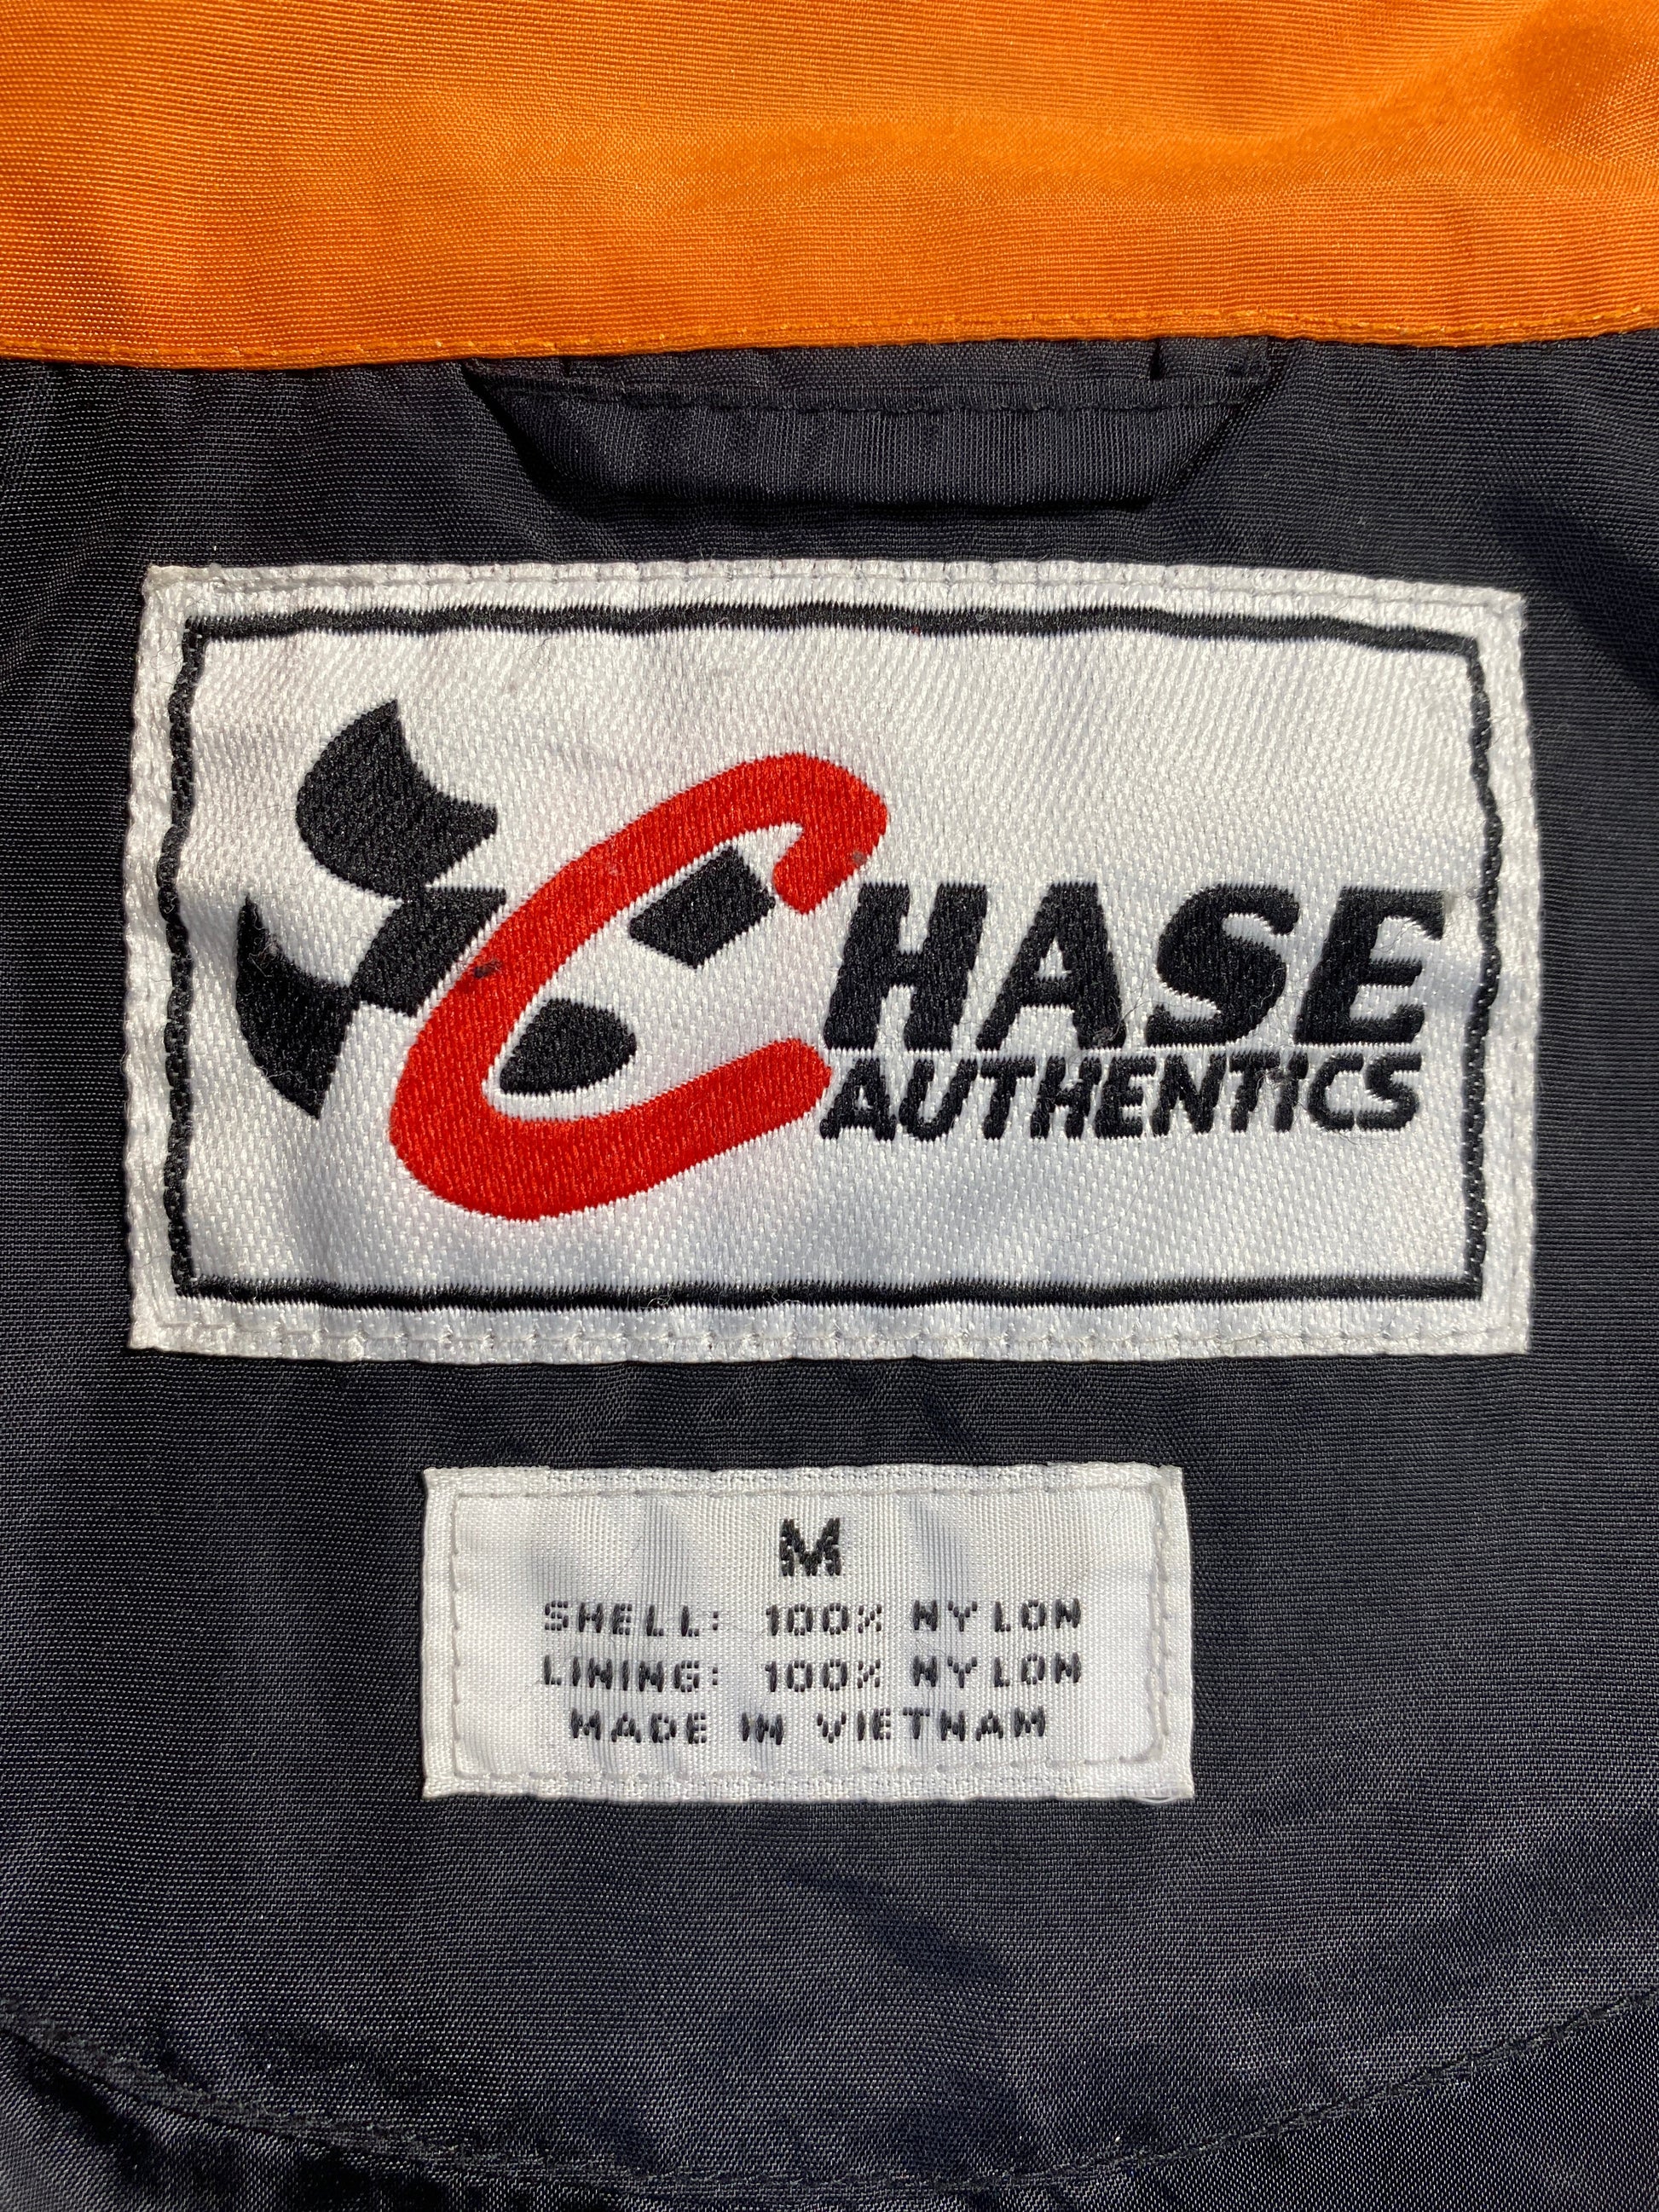 CHASE
AUTHENTICS
M
SHELL: 100% NYLON
LINING: 100% NYLON
MADE IN VIETNAM